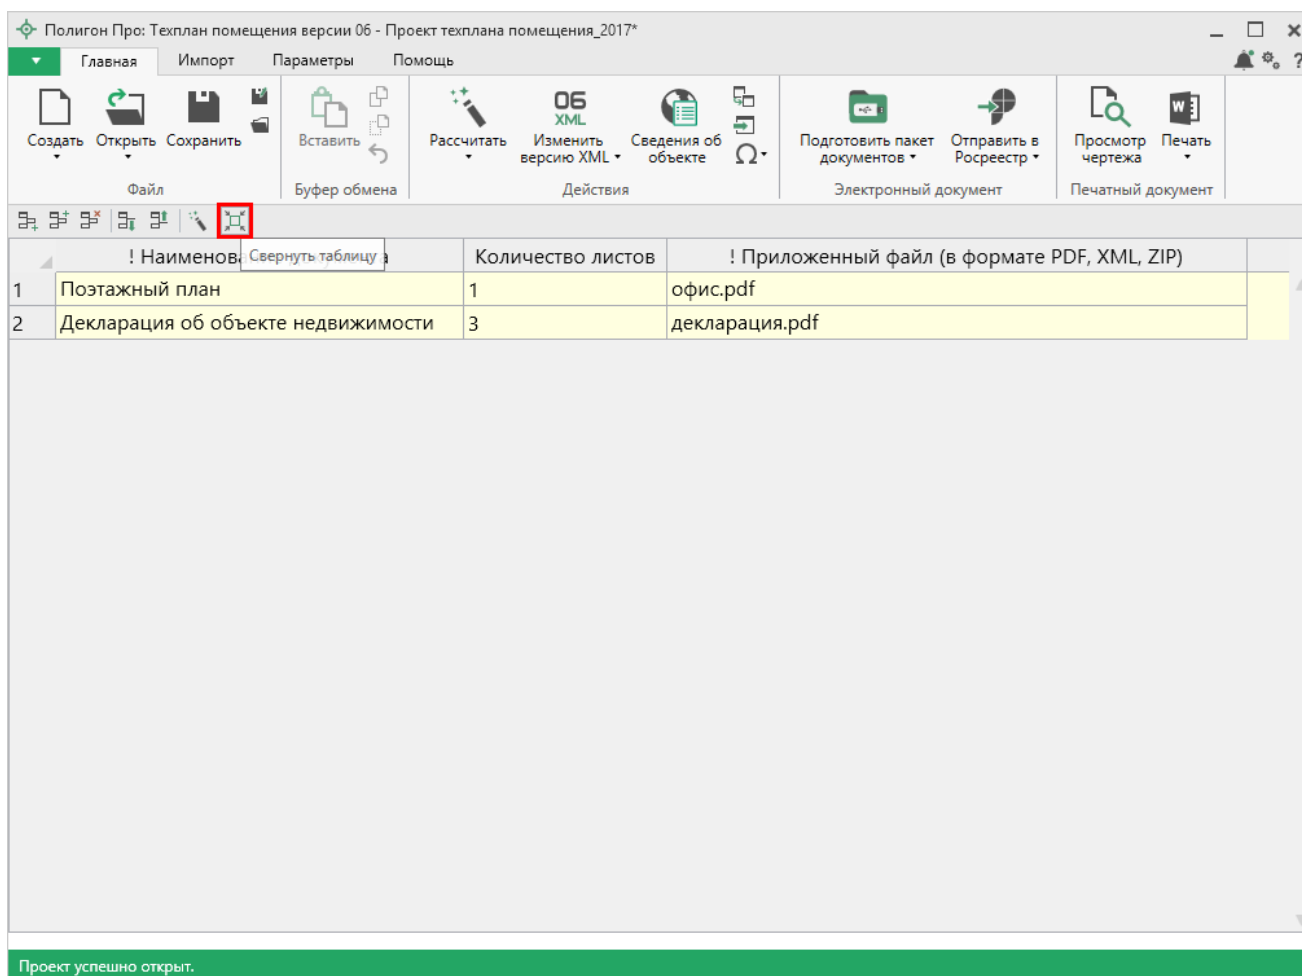 Полигон Про: Техплан помещения версии 06 - Проект техплана помещения_2017*
Главная Импорт Параметры Помощь
?
Создать Открыть Сохранить Вставить Рассчитать 06 XML Изменить версию XML Сведения об объекте Подготовить пакет документов Отправить в Росреестр Просмотр чертежа W Печать
Файл Буфер обмена Действия Электронный документ Печатный документ
Свернуть таблицу
Количество листов ! Приложенный файл (в формате PDF, XML, ZIP)
1 Поэтажный план 1 офис.pdf
2 Декларация об объекте недвижимости 3 декларация.pdf
Проект успешно открыт.